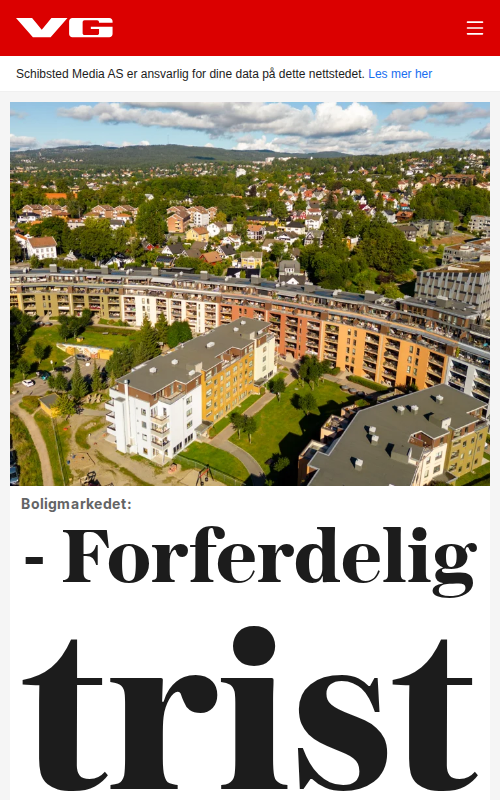 VG
Schibsted Media AS er ansvarlig for dine data på dette nettstedet. Les mer her
Boligmarkedet:
- Forferdelig
trist